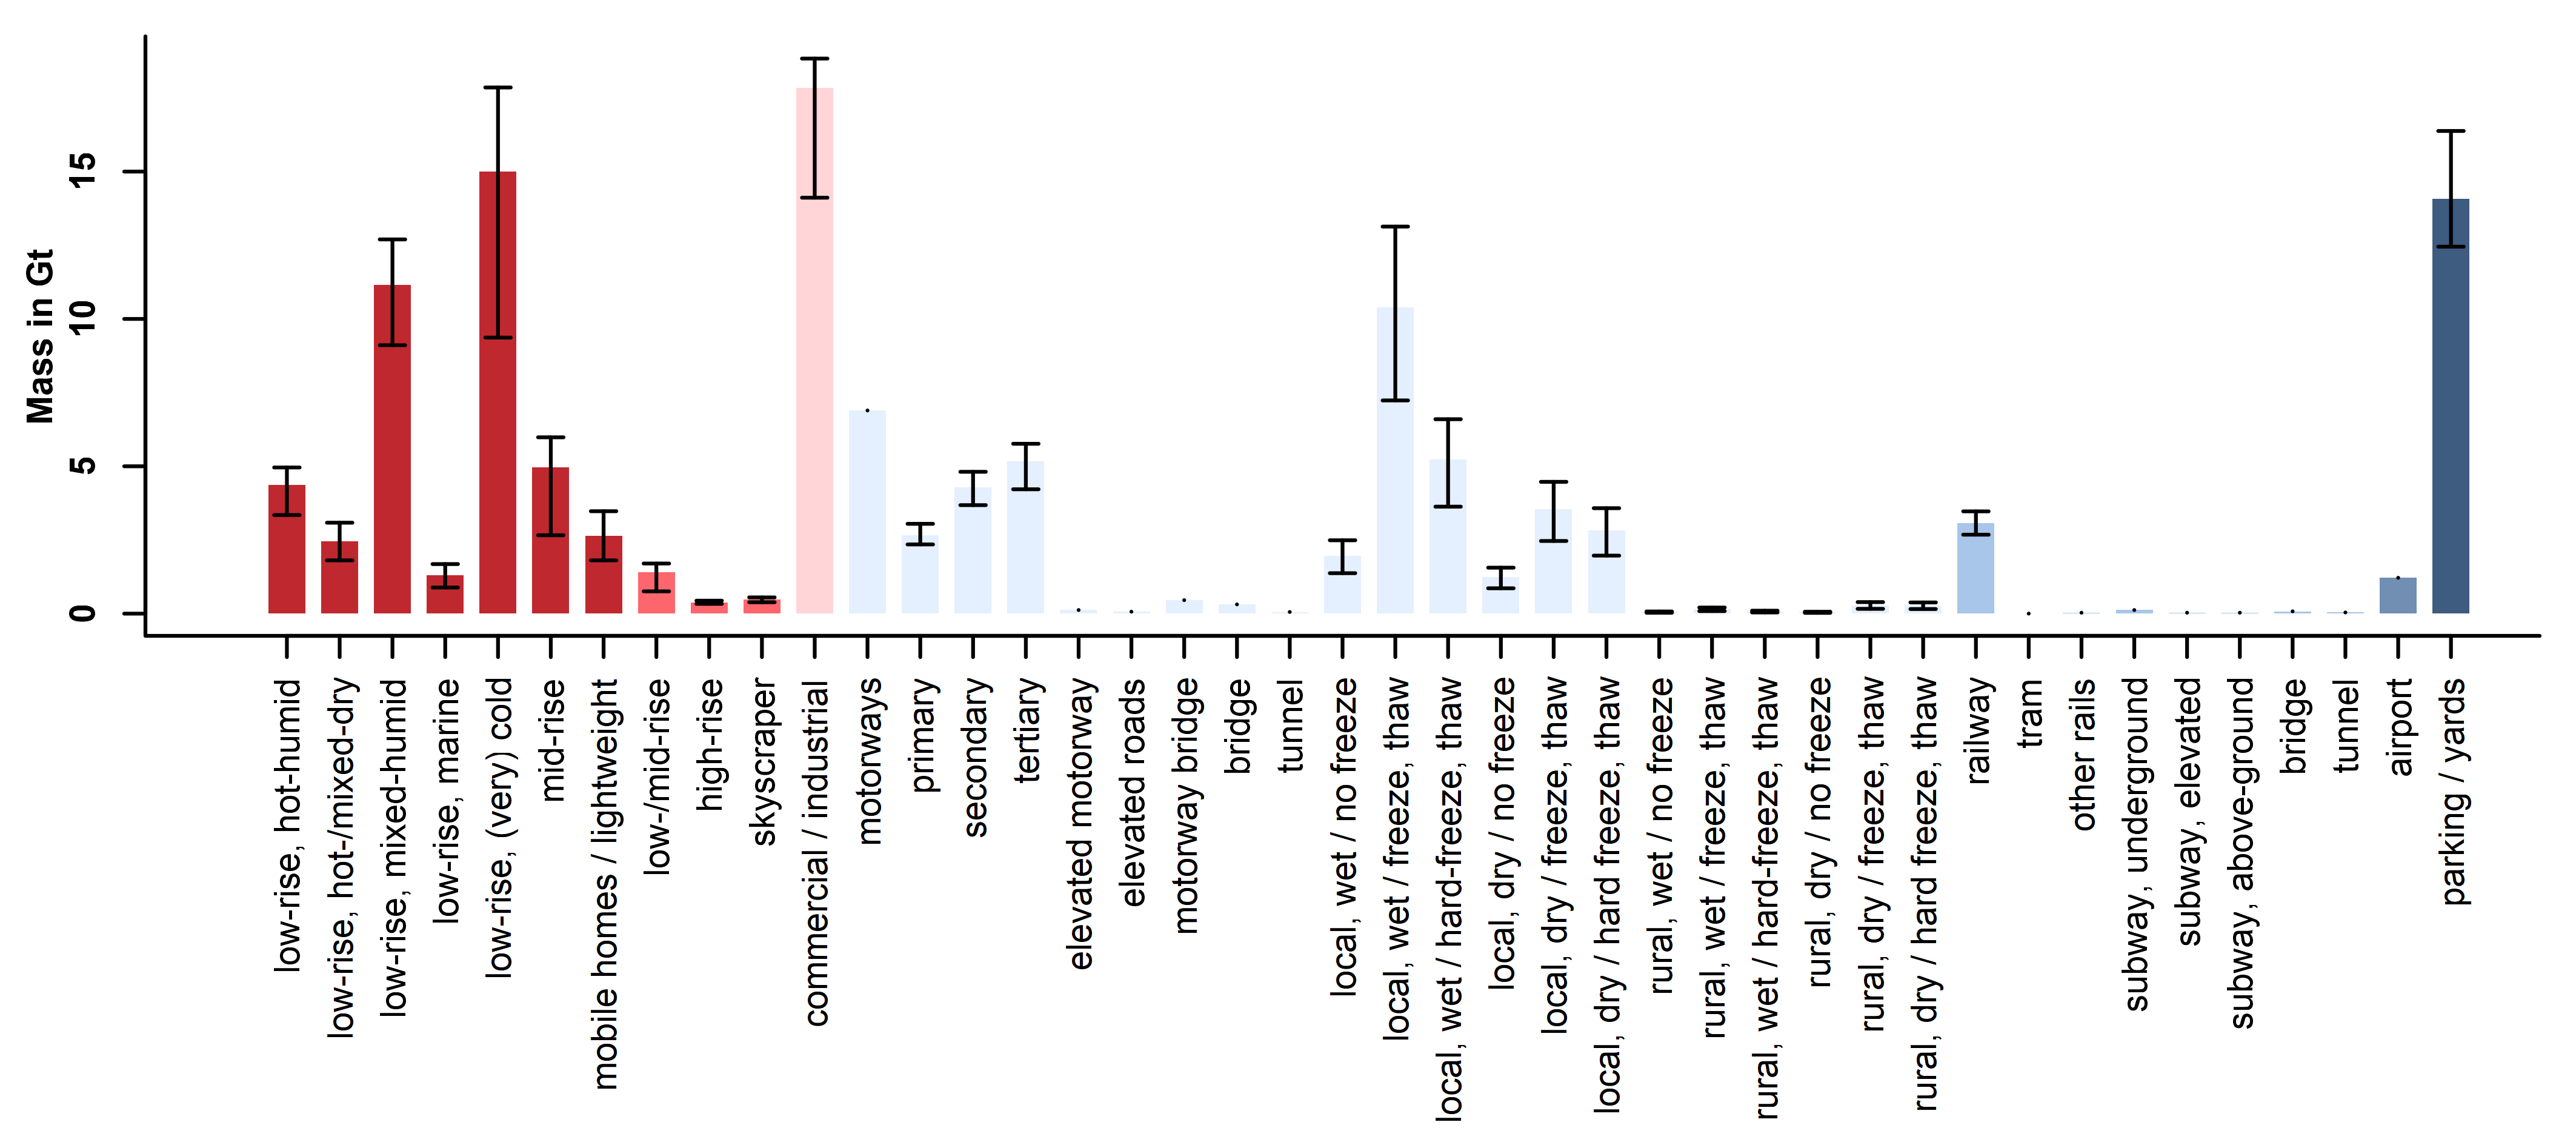 Mass in Gt
15
10
5
0
low-rise, hot-humid
low-rise, hot-/mixed-dry
low-rise, mixed-humid
low-rise, marine
low-rise, (very) cold
mid-rise
mobile homes / lightweight
low-/mid-rise
high-rise
skyscraper
commercial / industrial
motorways
primary
secondary
tertiary
elevated motorway
elevated roads
motorway bridge
bridge
tunnel
local, wet / no freeze
local, wet / freeze, thaw
local, wet / hard-freeze, thaw
local, dry / no freeze
local, dry / freeze, thaw
local, dry / hard freeze, thaw
rural, wet / no freeze
rural, wet / freeze, thaw
rural, wet / hard-freeze, thaw
rural, dry / no freeze
rural, dry / freeze, thaw
rural, dry / hard freeze, thaw
railway
tram
other rails
subway, underground
subway, elevated
subway, above-ground
bridge
tunnel
airport
parking / yards